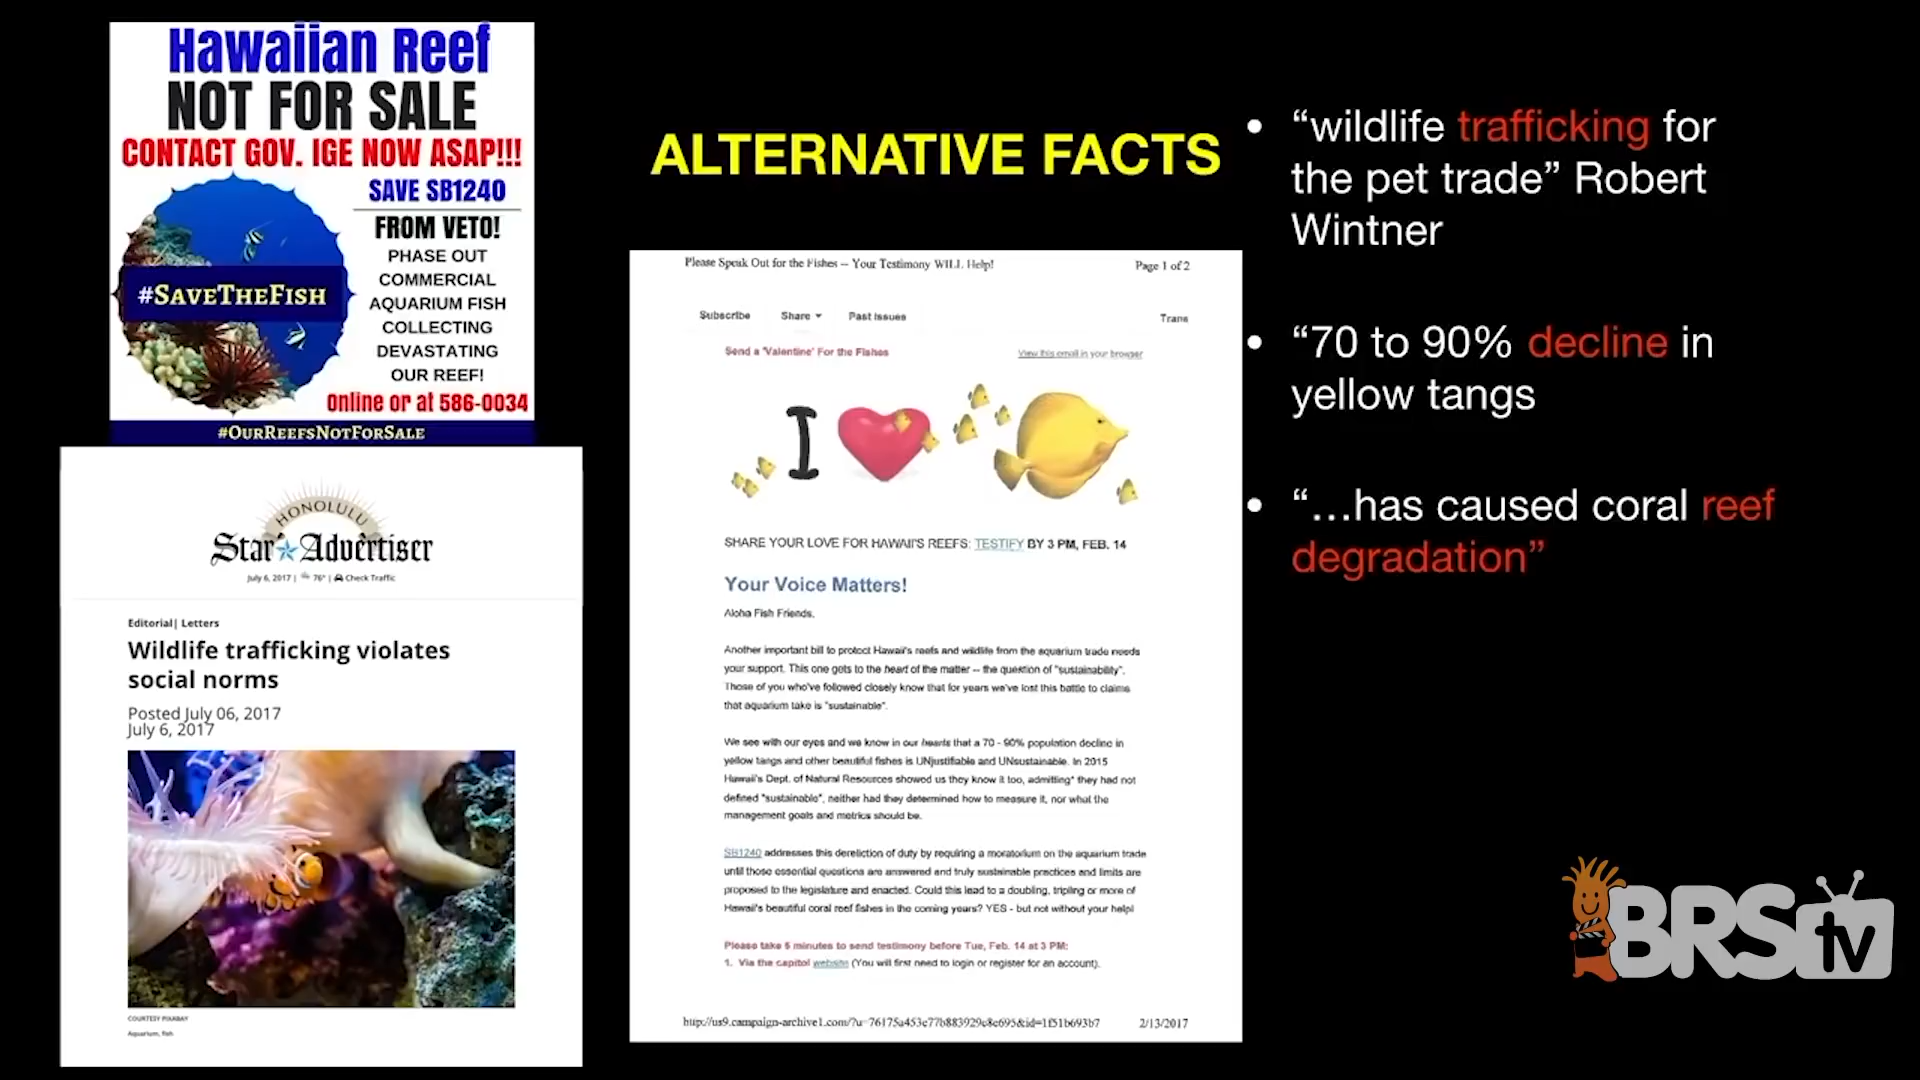 Hawaiian Reef
NOT FOR SALE
CONTACT GOV. IGE NOW ASAP!!!
SAVE SB1240
FROM VETO!
PHASE OUT
COMMERCIAL
AQUARIUM FISH
COLLECTING
DEVASTATING
OUR REEF!
#SAVETHEFISH
online or at 586-0034
#OURREEFSNOTFORSALE
HONOLULU
Star Advertiser
July 6, 2017 | 76° | Check Traffic
Editorial| Letters
Wildlife trafficking violates
social norms
Posted July 06, 2017
July 6, 2017
COURTESY PIXABAY
Aquarium, fish
ALTERNATIVE FACTS
Please Speak Out for the Fishes -- Your Testimony WILL Help!
Page 1 of 2
Subscribe Share Past Issues Trans
Send a 'Valentine' For the Fishes
View this email in your browser
I
SHARE YOUR LOVE FOR HAWAII'S REEFS: TESTIFY BY 3 PM, FEB. 14
Your Voice Matters!
Aloha Fish Friends,
Another important bill to protect Hawaii's reefs and wildlife from the aquarium trade needs
your support. This one gets to the heart of the matter -- the question of "sustainability".
Those of you who've followed closely know that for years we've lost this battle to claims
that aquarium take is "sustainable".
We see with our eyes and we know in our hearts that a 70 - 90% population decline in
yellow tangs and other beautiful fishes is UNjustifiable and UNsustainable. In 2015
Hawaii's Dept. of Natural Resources showed us they know it too, admitting* they had not
defined "sustainable", neither had they determined how to measure it, nor what the
management goals and metrics should be.
SB1240 addresses this dereliction of duty by requiring a moratorium on the aquarium trade
until those essential questions are answered and truly sustainable practices and limits are
proposed to the legislature and enacted. Could this lead to a doubling, tripling or more of
Hawaii's beautiful coral reef fishes in the coming years? YES - but not without your help!
Please take 5 minutes to send testimony before Tue, Feb. 14 at 3 PM:
1. Via the capitol website (You will first need to login or register for an account).
http://us9.campaign-archive1.com/?u=76175a453c77b883929c8c695&id=1f51b693b7
2/13/2017
• “wildlife trafficking for
the pet trade” Robert
Wintner
• “70 to 90% decline in
yellow tangs
• “…has caused coral reef
degradation”
BRS tv